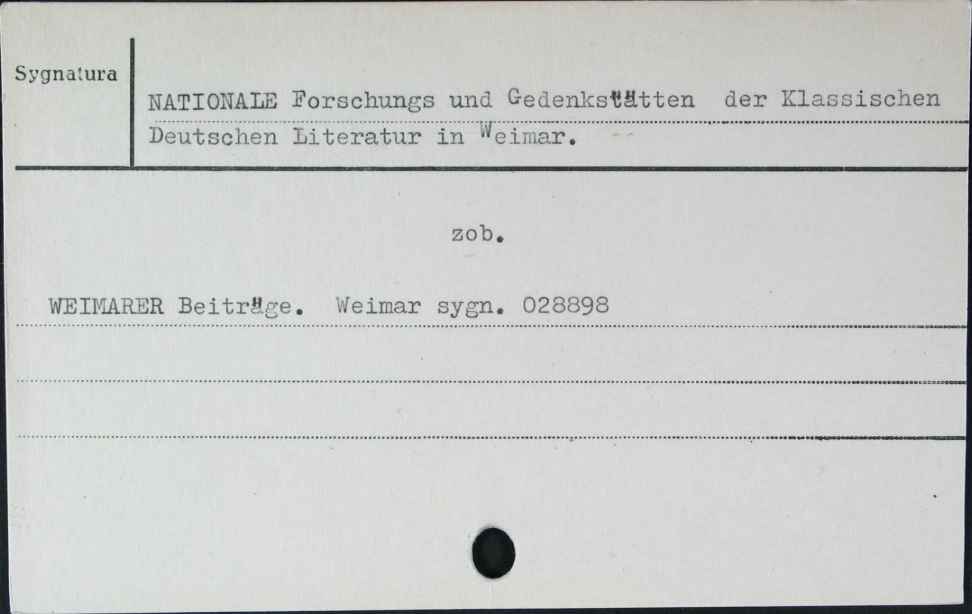 Sygnatura
NATIONALE Forschungs und Gedenkstätten der Klassischen
Deutschen Literatur in Weimar.
zob.
WEIMARER Beiträge. Weimar sygn. 028898